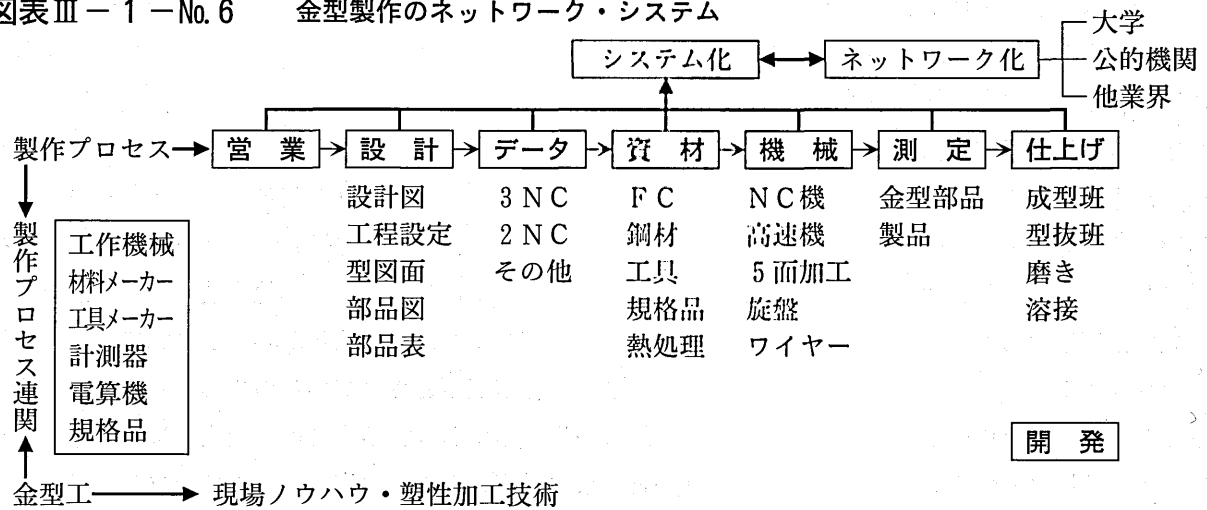 図表Ⅲ－1－№6 金型製作のネットワーク・システム
システム化 ネットワーク化
大学
公的機関
他業界
製作プロセス 営業 設計 データ 資材 機械 測定 仕上げ
設計図 3NC FC NC機 金型部品 成型班
工程設定 2NC 鋼材 高速機 製品 型抜班
型図面 その他 工具 5面加工 磨き
部品図 規格品 旋盤 溶接
部品表 熱処理 ワイヤー
製作プロセス連関
工作機械
材料メーカー
工具メーカー
計測器
電算機
規格品
開発
金型工 現場ノウハウ・塑性加工技術